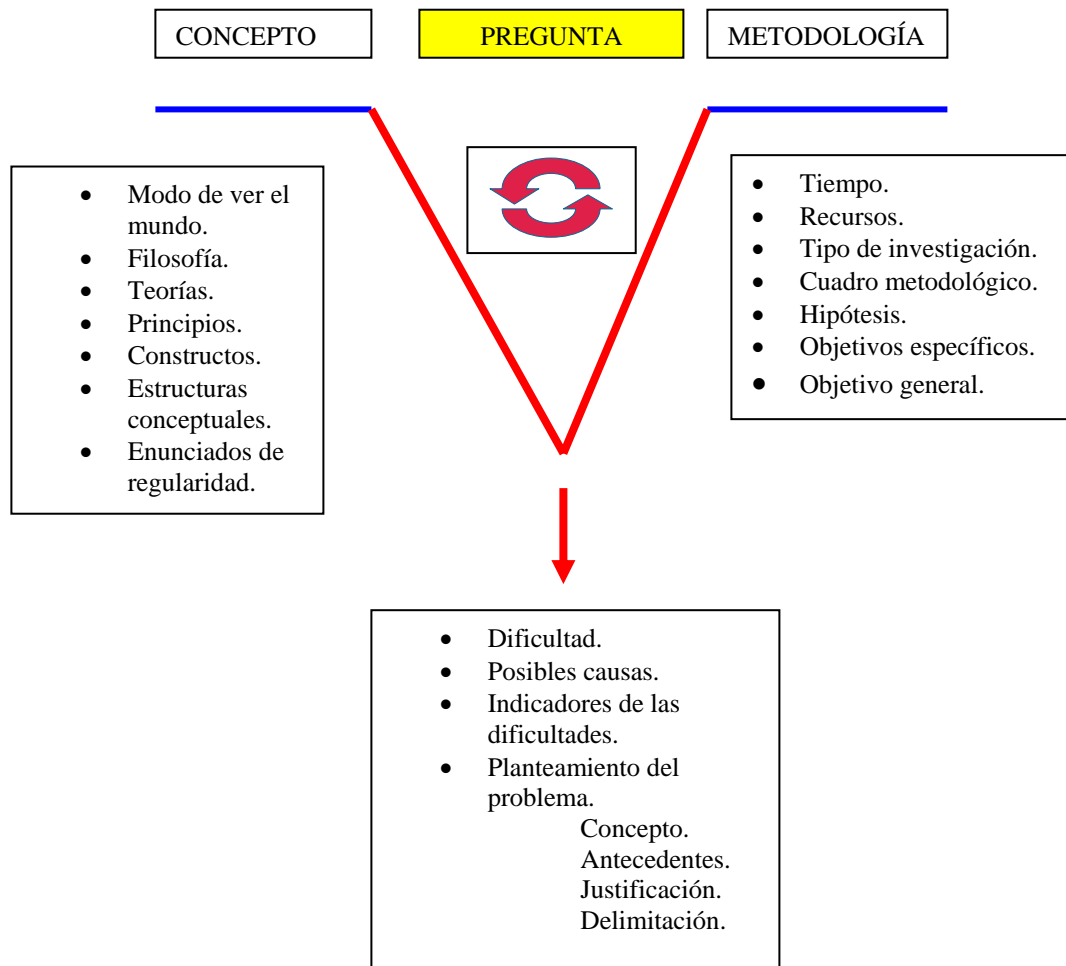 CONCEPTO
PREGUNTA
METODOLOGÍA
• Modo de ver el
mundo.
• Filosofía.
• Teorías.
• Principios.
• Constructos.
• Estructuras
conceptuales.
• Enunciados de
regularidad.
• Tiempo.
• Recursos.
• Tipo de investigación.
• Cuadro metodológico.
• Hipótesis.
• Objetivos específicos.
• Objetivo general.
• Dificultad.
• Posibles causas.
• Indicadores de las
dificultades.
• Planteamiento del
problema.
Concepto.
Antecedentes.
Justificación.
Delimitación.